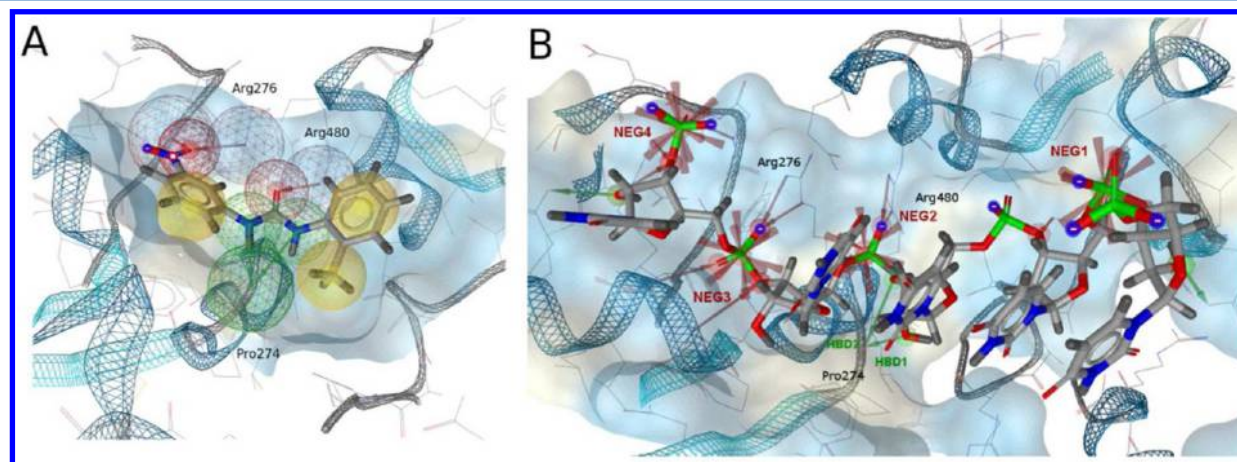 A
Arg276
Arg480
Pro274
B
NEG4
NEG1
Arg276
Arg480
NEG2
NEG3
HBD2
HBD1
Pro274